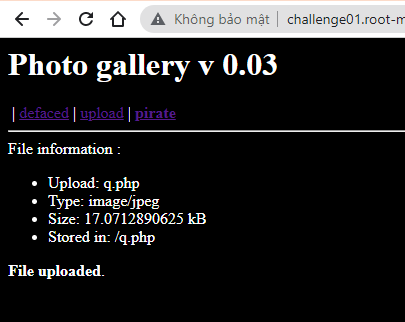 Không bảo mật | challenge01.root-m
Photo gallery v 0.03
| defaced | upload | pirate
File information :
Upload: q.php
Type: image/jpeg
Size: 17.0712890625 kB
Stored in: /q.php
File uploaded.